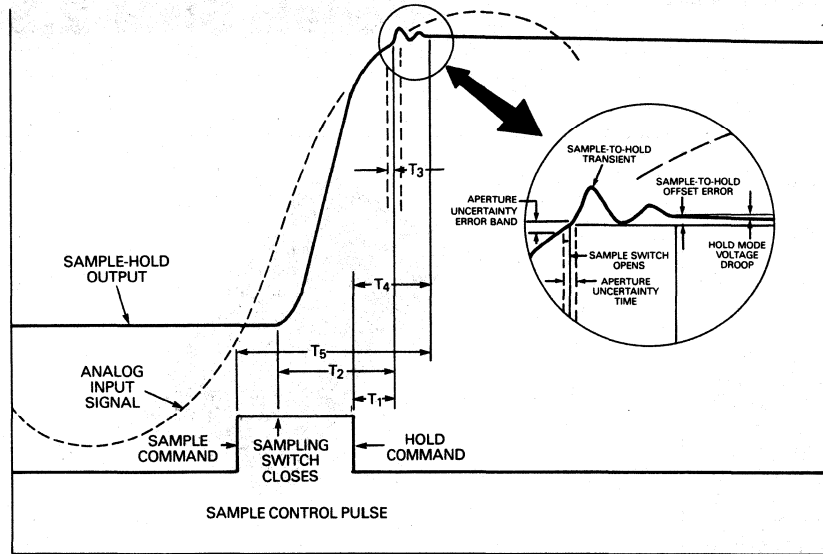 T3
SAMPLE-TO-HOLD
TRANSIENT
SAMPLE-TO-HOLD
OFFSET ERROR
APERTURE
UNCERTAINTY
ERROR BAND
SAMPLE SWITCH
OPENS
HOLD MODE
VOLTAGE
DROOP
APERTURE
UNCERTAINTY
TIME
SAMPLE-HOLD
OUTPUT
T4
T5
T2
ANALOG
INPUT
SIGNAL
T1
SAMPLE
COMMAND
SAMPLING
SWITCH
CLOSES
HOLD
COMMAND
SAMPLE CONTROL PULSE